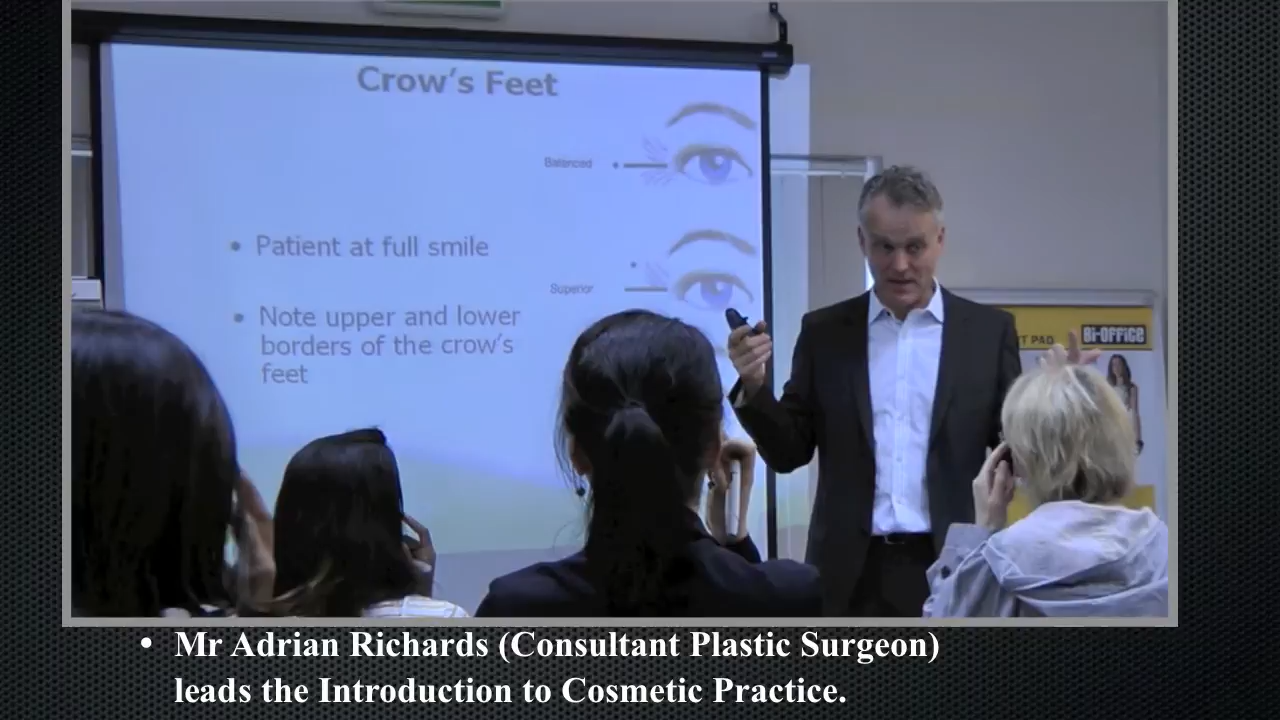 Crow's Feet
Balanced
• Patient at full smile
Superior
• Note upper and lower
borders of the crow's
feet
T PAD
Bi-OFFiCE
• Mr Adrian Richards (Consultant Plastic Surgeon)
leads the Introduction to Cosmetic Practice.